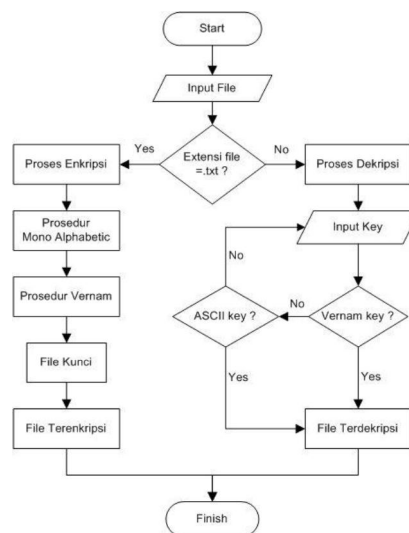 Start
Input File
Yes
Extensi file
=.txt ?
No
Proses Enkripsi
Proses Dekripsi
Prosedur
Mono Alphabetic
Input Key
No
Prosedur Vernam
ASCII key ?
No
Vernam key ?
File Kunci
Yes
Yes
File Terenkripsi
File Terdekripsi
Finish